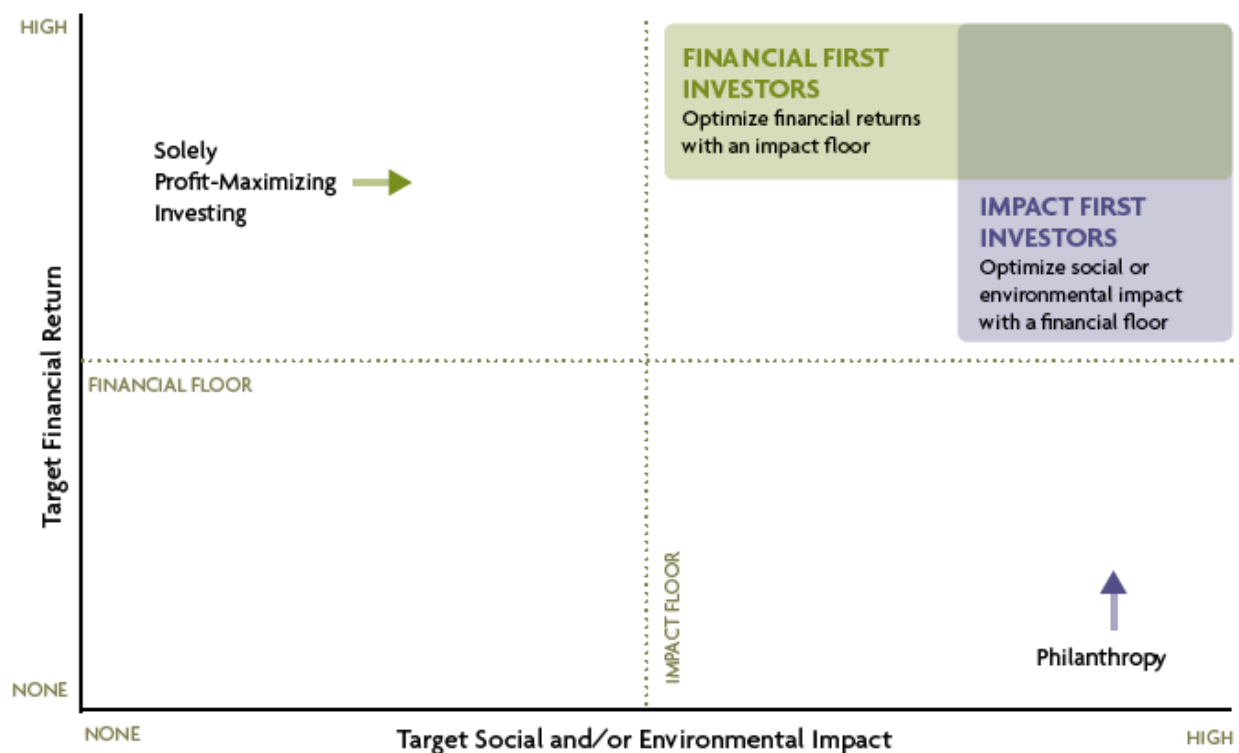 HIGH
FINANCIAL FIRST
INVESTORS
Optimize financial returns
with an impact floor
Solely
Profit-Maximizing
Investing
IMPACT FIRST
INVESTORS
Optimize social or
environmental impact
with a financial floor
Target Financial Return
FINANCIAL FLOOR
IMPACT FLOOR
Philanthropy
NONE
NONE
Target Social and/or Environmental Impact
HIGH